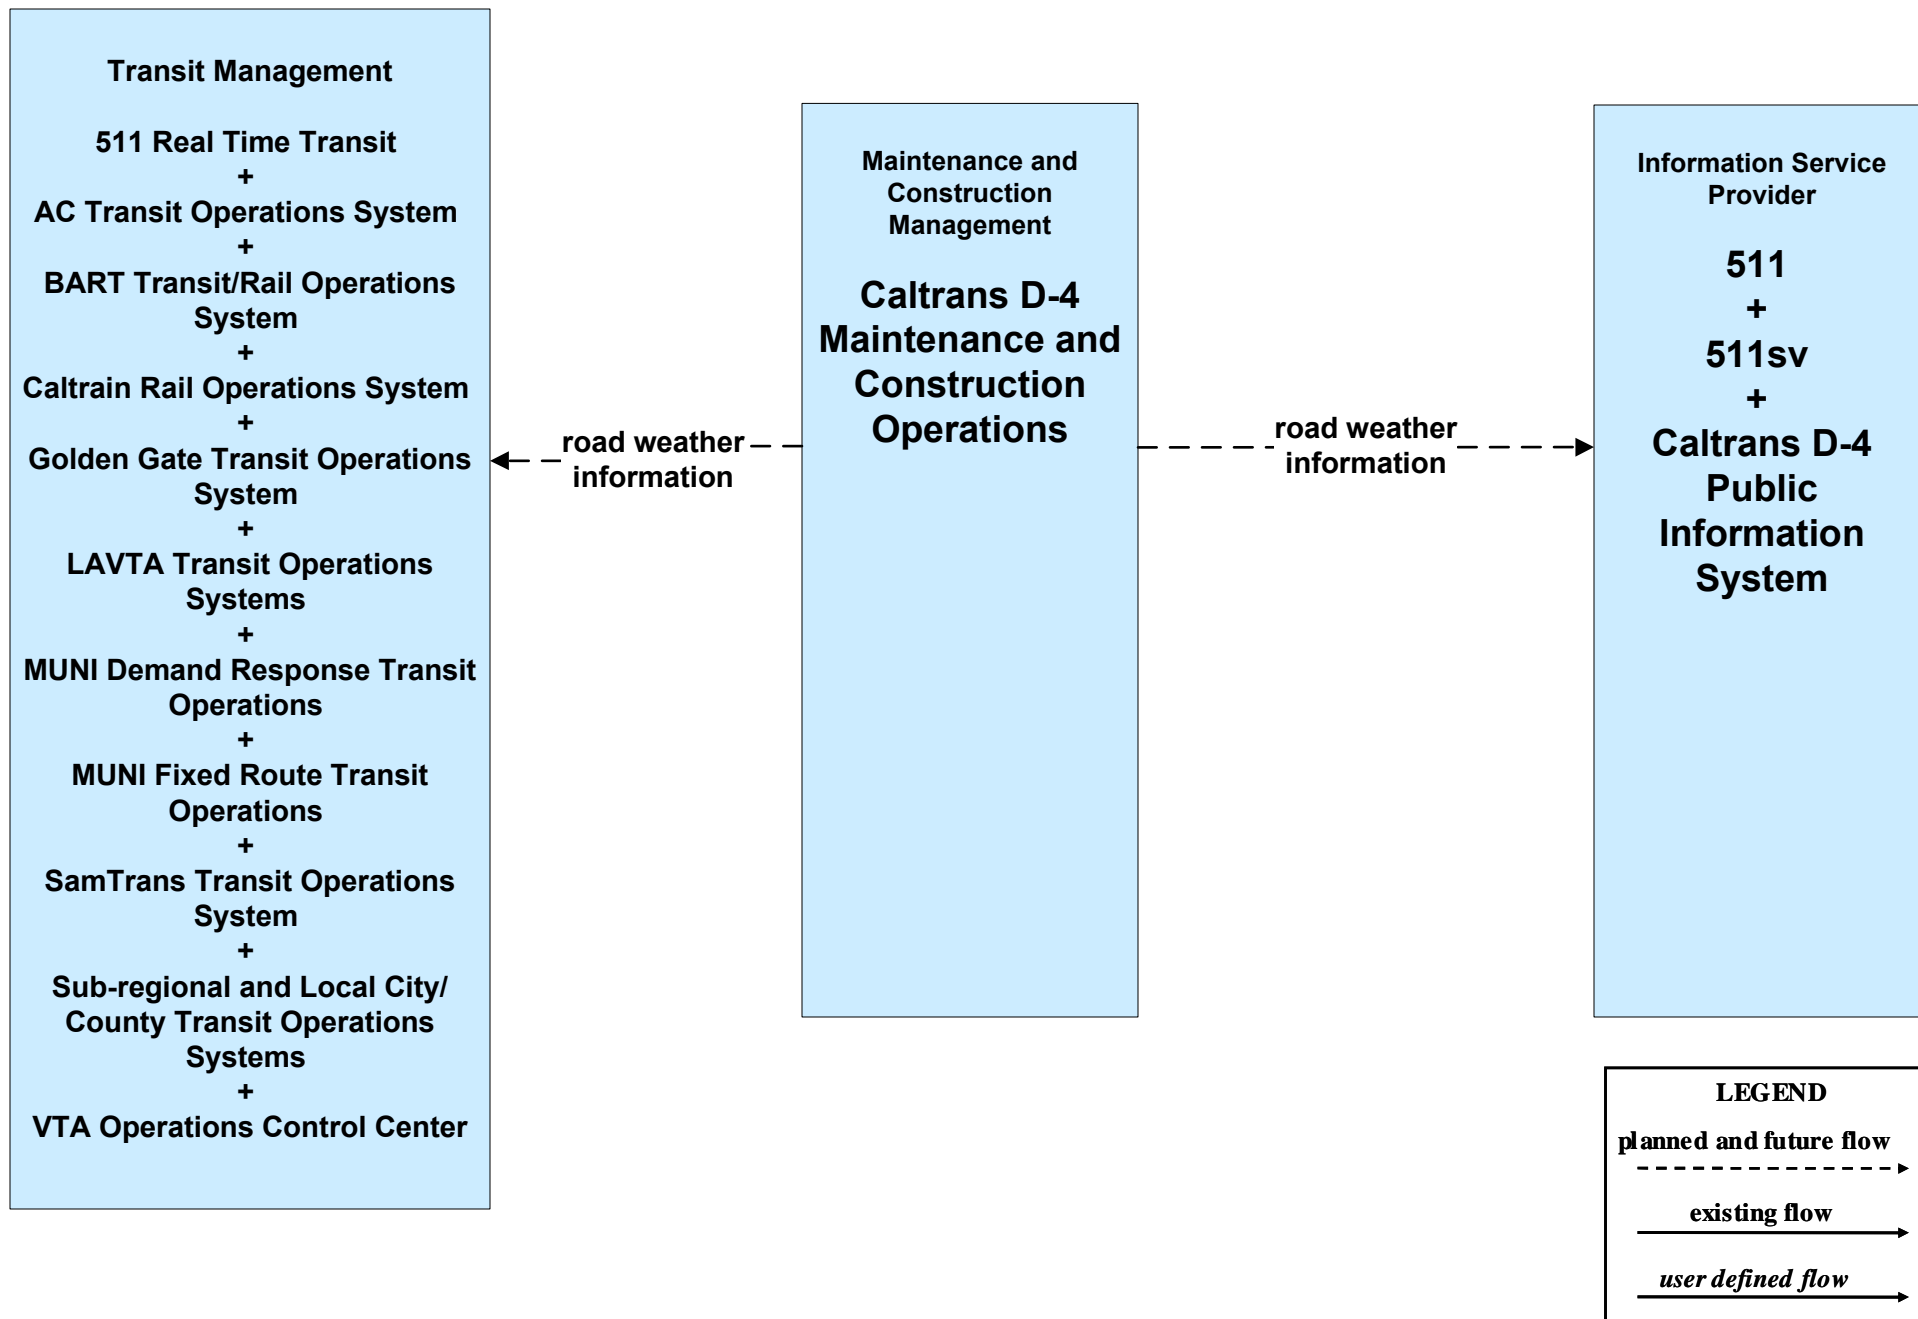 Transit Management
511 Real Time Transit
+
AC Transit Operations System
+
BART Transit/Rail Operations
System
+
Caltrain Rail Operations System
+
Golden Gate Transit Operations
System
+
LAVTA Transit Operations
Systems
+
MUNI Demand Response Transit
Operations
+
MUNI Fixed Route Transit
Operations
+
SamTrans Transit Operations
System
+
Sub-regional and Local City/
County Transit Operations
Systems
+
VTA Operations Control Center
road weather
information
Maintenance and
Construction
Management
Caltrans D-4
Maintenance and
Construction
Operations
road weather
information
Information Service
Provider
511
+
511sv
+
Caltrans D-4
Public
Information
System
LEGEND
planned and future flow
existing flow
user defined flow